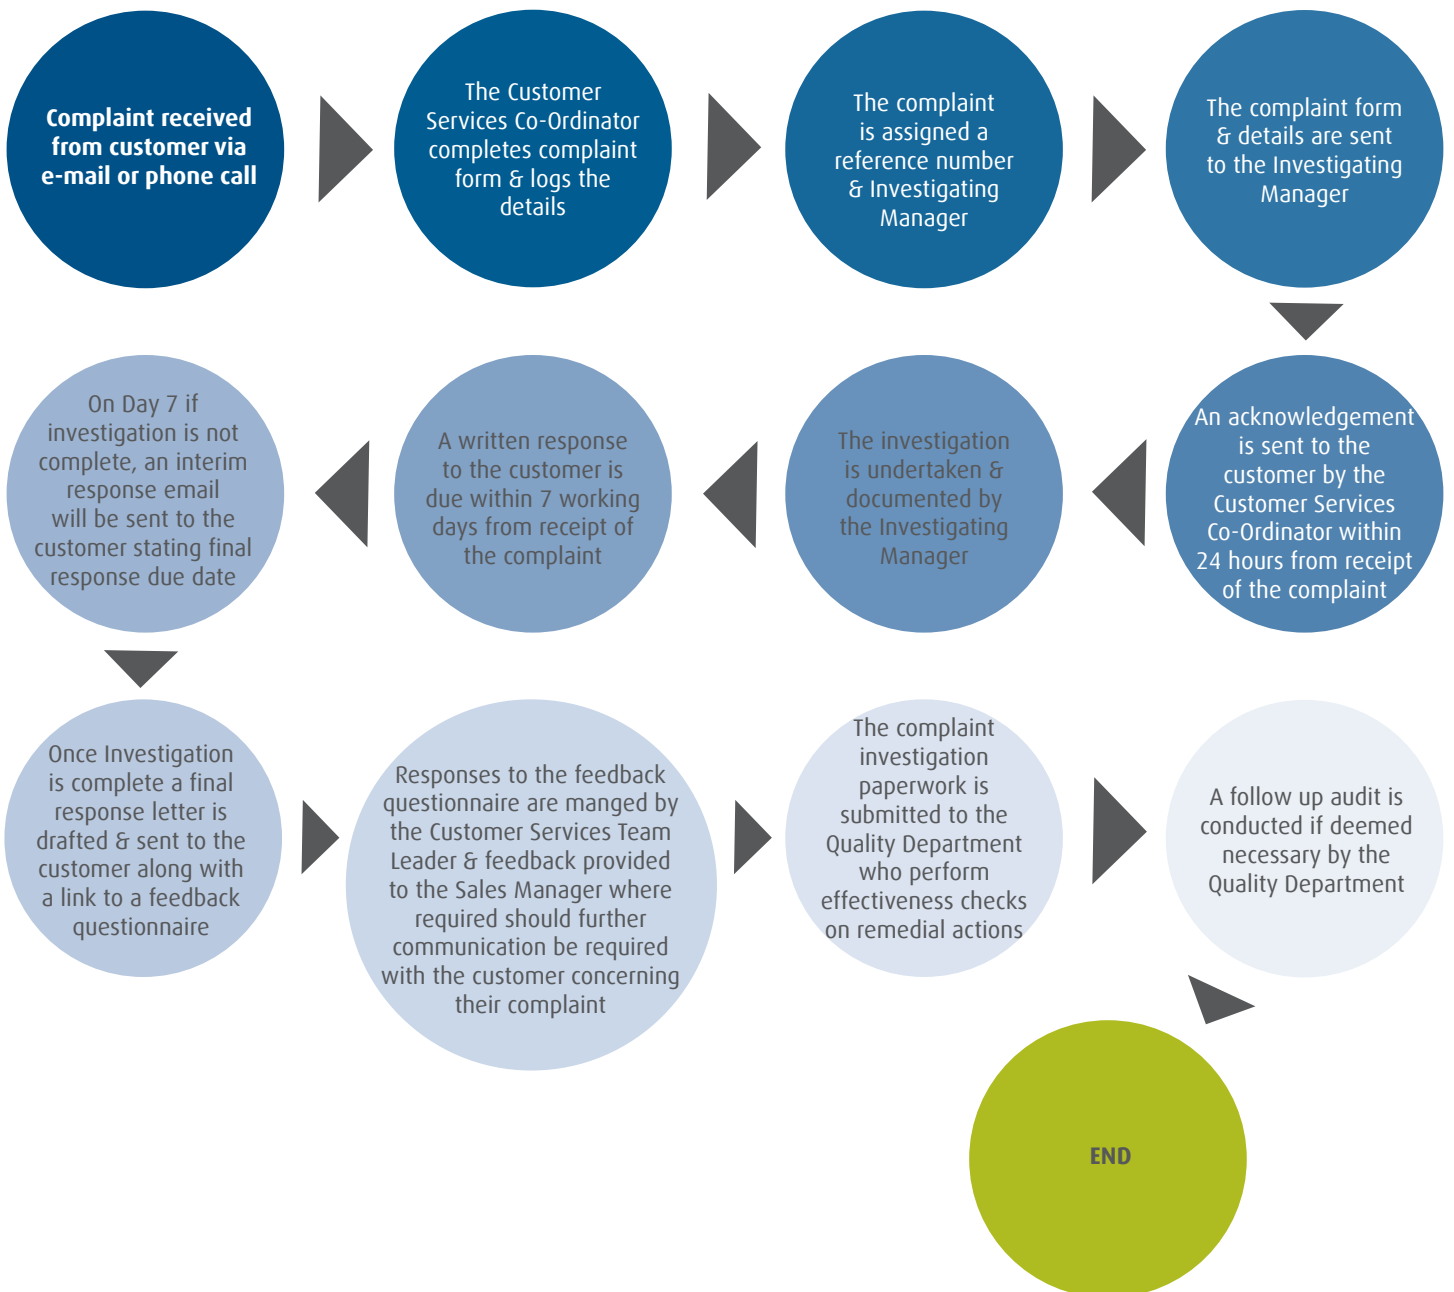 Complaint received
from customer via
e-mail or phone call
The Customer
Services Co-Ordinator
completes complaint
form & logs the
details
The complaint
is assigned a
reference number
& Investigating
Manager
The complaint form
& details are sent
to the Investigating
Manager
An acknowledgement
is sent to the
customer by the
Customer Services
Co-Ordinator within
24 hours from receipt
of the complaint
The investigation
is undertaken &
documented by
the Investigating
Manager
A written response
to the customer is
due within 7 working
days from receipt of
the complaint
On Day 7 if
investigation is not
complete, an interim
response email
will be sent to the
customer stating final
response due date
Once Investigation
is complete a final
response letter is
drafted & sent to the
customer along with
a link to a feedback
questionnaire
Responses to the feedback
questionnaire are manged by
the Customer Services Team
Leader & feedback provided
to the Sales Manager where
required should further
communication be required
with the customer concerning
their complaint
The complaint
investigation
paperwork is
submitted to the
Quality Department
who perform
effectiveness checks
on remedial actions
A follow up audit is
conducted if deemed
necessary by the
Quality Department
END